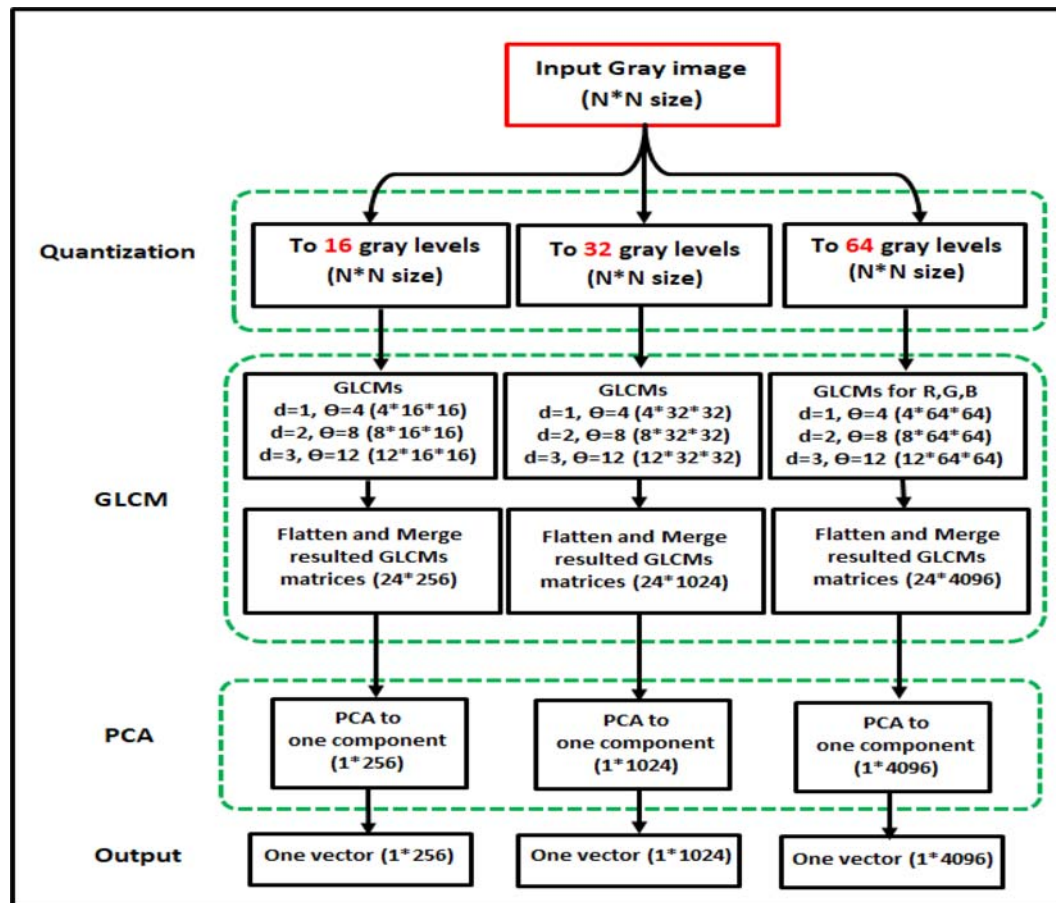 Input Gray image
(N*N size)
Quantization
To 16 gray levels
(N*N size)
To 32 gray levels
(N*N size)
To 64 gray levels
(N*N size)
GLCM
GLCMs
d=1, Θ=4 (4*16*16)
d=2, Θ=8 (8*16*16)
d=3, Θ=12 (12*16*16)
GLCMs
d=1, Θ=4 (4*32*32)
d=2, Θ=8 (8*32*32)
d=3, Θ=12 (12*32*32)
GLCMs for R,G,B
d=1, Θ=4 (4*64*64)
d=2, Θ=8 (8*64*64)
d=3, Θ=12 (12*64*64)
Flatten and Merge
resulted GLCMs
matrices (24*256)
Flatten and Merge
resulted GLCMs
matrices (24*1024)
Flatten and Merge
resulted GLCMs
matrices (24*4096)
PCA
PCA to
one component
(1*256)
PCA to
one component
(1*1024)
PCA to
one component
(1*4096)
Output
One vector (1*256)
One vector (1*1024)
One vector (1*4096)